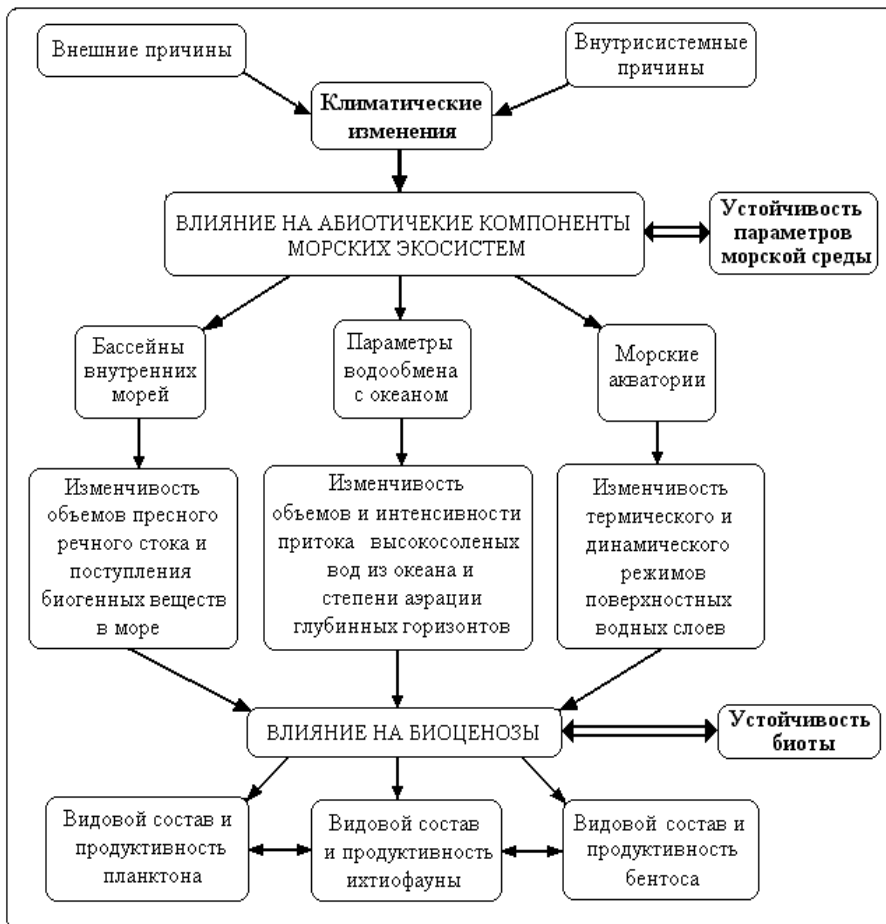 Внешние причины
Внутрисистемные
причины
Климатические
изменения
ВЛИЯНИЕ НА АБИОТИЧЕКИЕ КОМПОНЕНТЫ
МОРСКИХ ЭКОСИСТЕМ
Устойчивость
параметров
морской среды
Бассейны
внутренних
морей
Параметры
водообмена
с океаном
Морские
акватории
Изменчивость
объемов пресного
речного стока и
поступления
биогенных веществ
в море
Изменчивость
объемов и интенсивности
притока высокосоленых
вод из океана и
степени аэрации
глубинных горизонтов
Изменчивость
термического и
динамического
режимов
поверхностных
водных слоев
ВЛИЯНИЕ НА БИОЦЕНОЗЫ
Устойчивость
биоты
Видовой состав и
продуктивность
планктона
Видовой состав
и продуктивность
ихтиофауны
Видовой состав и
продуктивность
бентоса